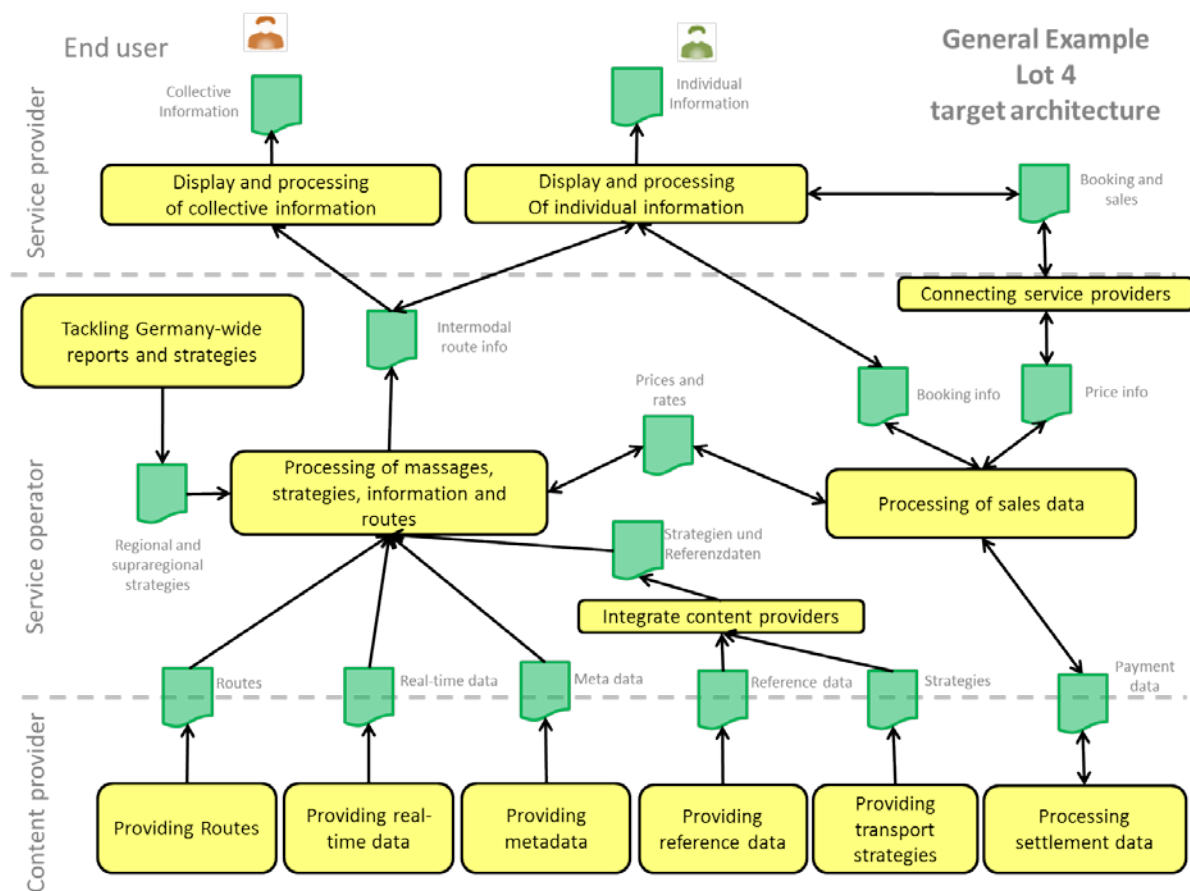 End user
General Example
Lot 4
target architecture
Service provider
Collective
Information
Individual
Information
Display and processing
of collective information
Display and processing
Of individual information
Booking and
sales
Connecting service providers
Tackling Germany-wide
reports and strategies
Intermodal
route info
Prices and
rates
Booking info
Price info
Service operator
Processing of massages,
strategies, information and
routes
Processing of sales data
Regional and
supraregional
strategies
Strategien und
Referenzdaten
Integrate content providers
Routes
Real-time data
Meta data
Reference data
Strategies
Payment
data
Content provider
Providing Routes
Providing real-
time data
Providing
metadata
Providing
reference data
Providing
transport
strategies
Processing
settlement data